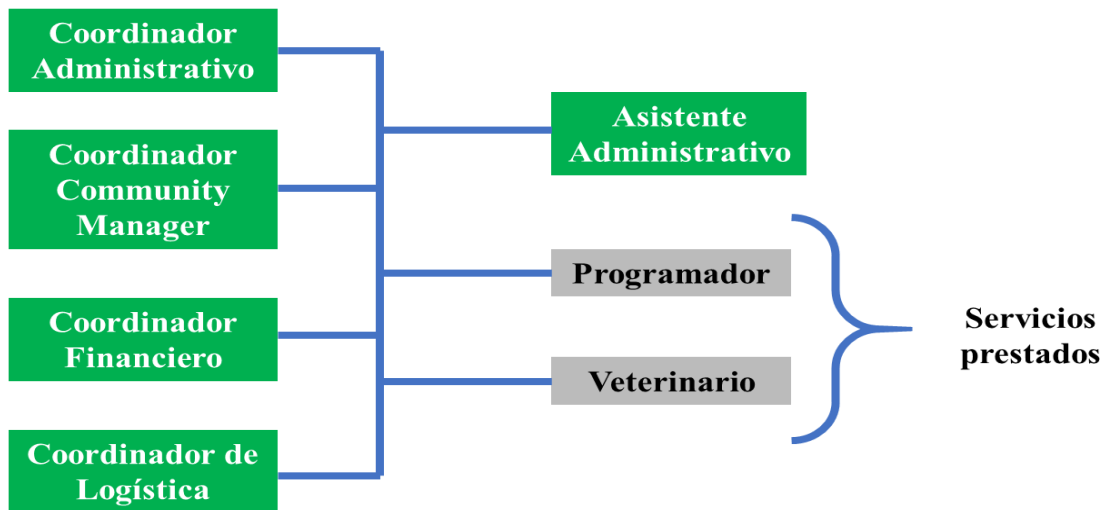 Coordinador
Administrativo
Coordinador
Community
Manager
Coordinador
Financiero
Coordinador de
Logística
Asistente
Administrativo
Programador
Veterinario
Servicios
prestados